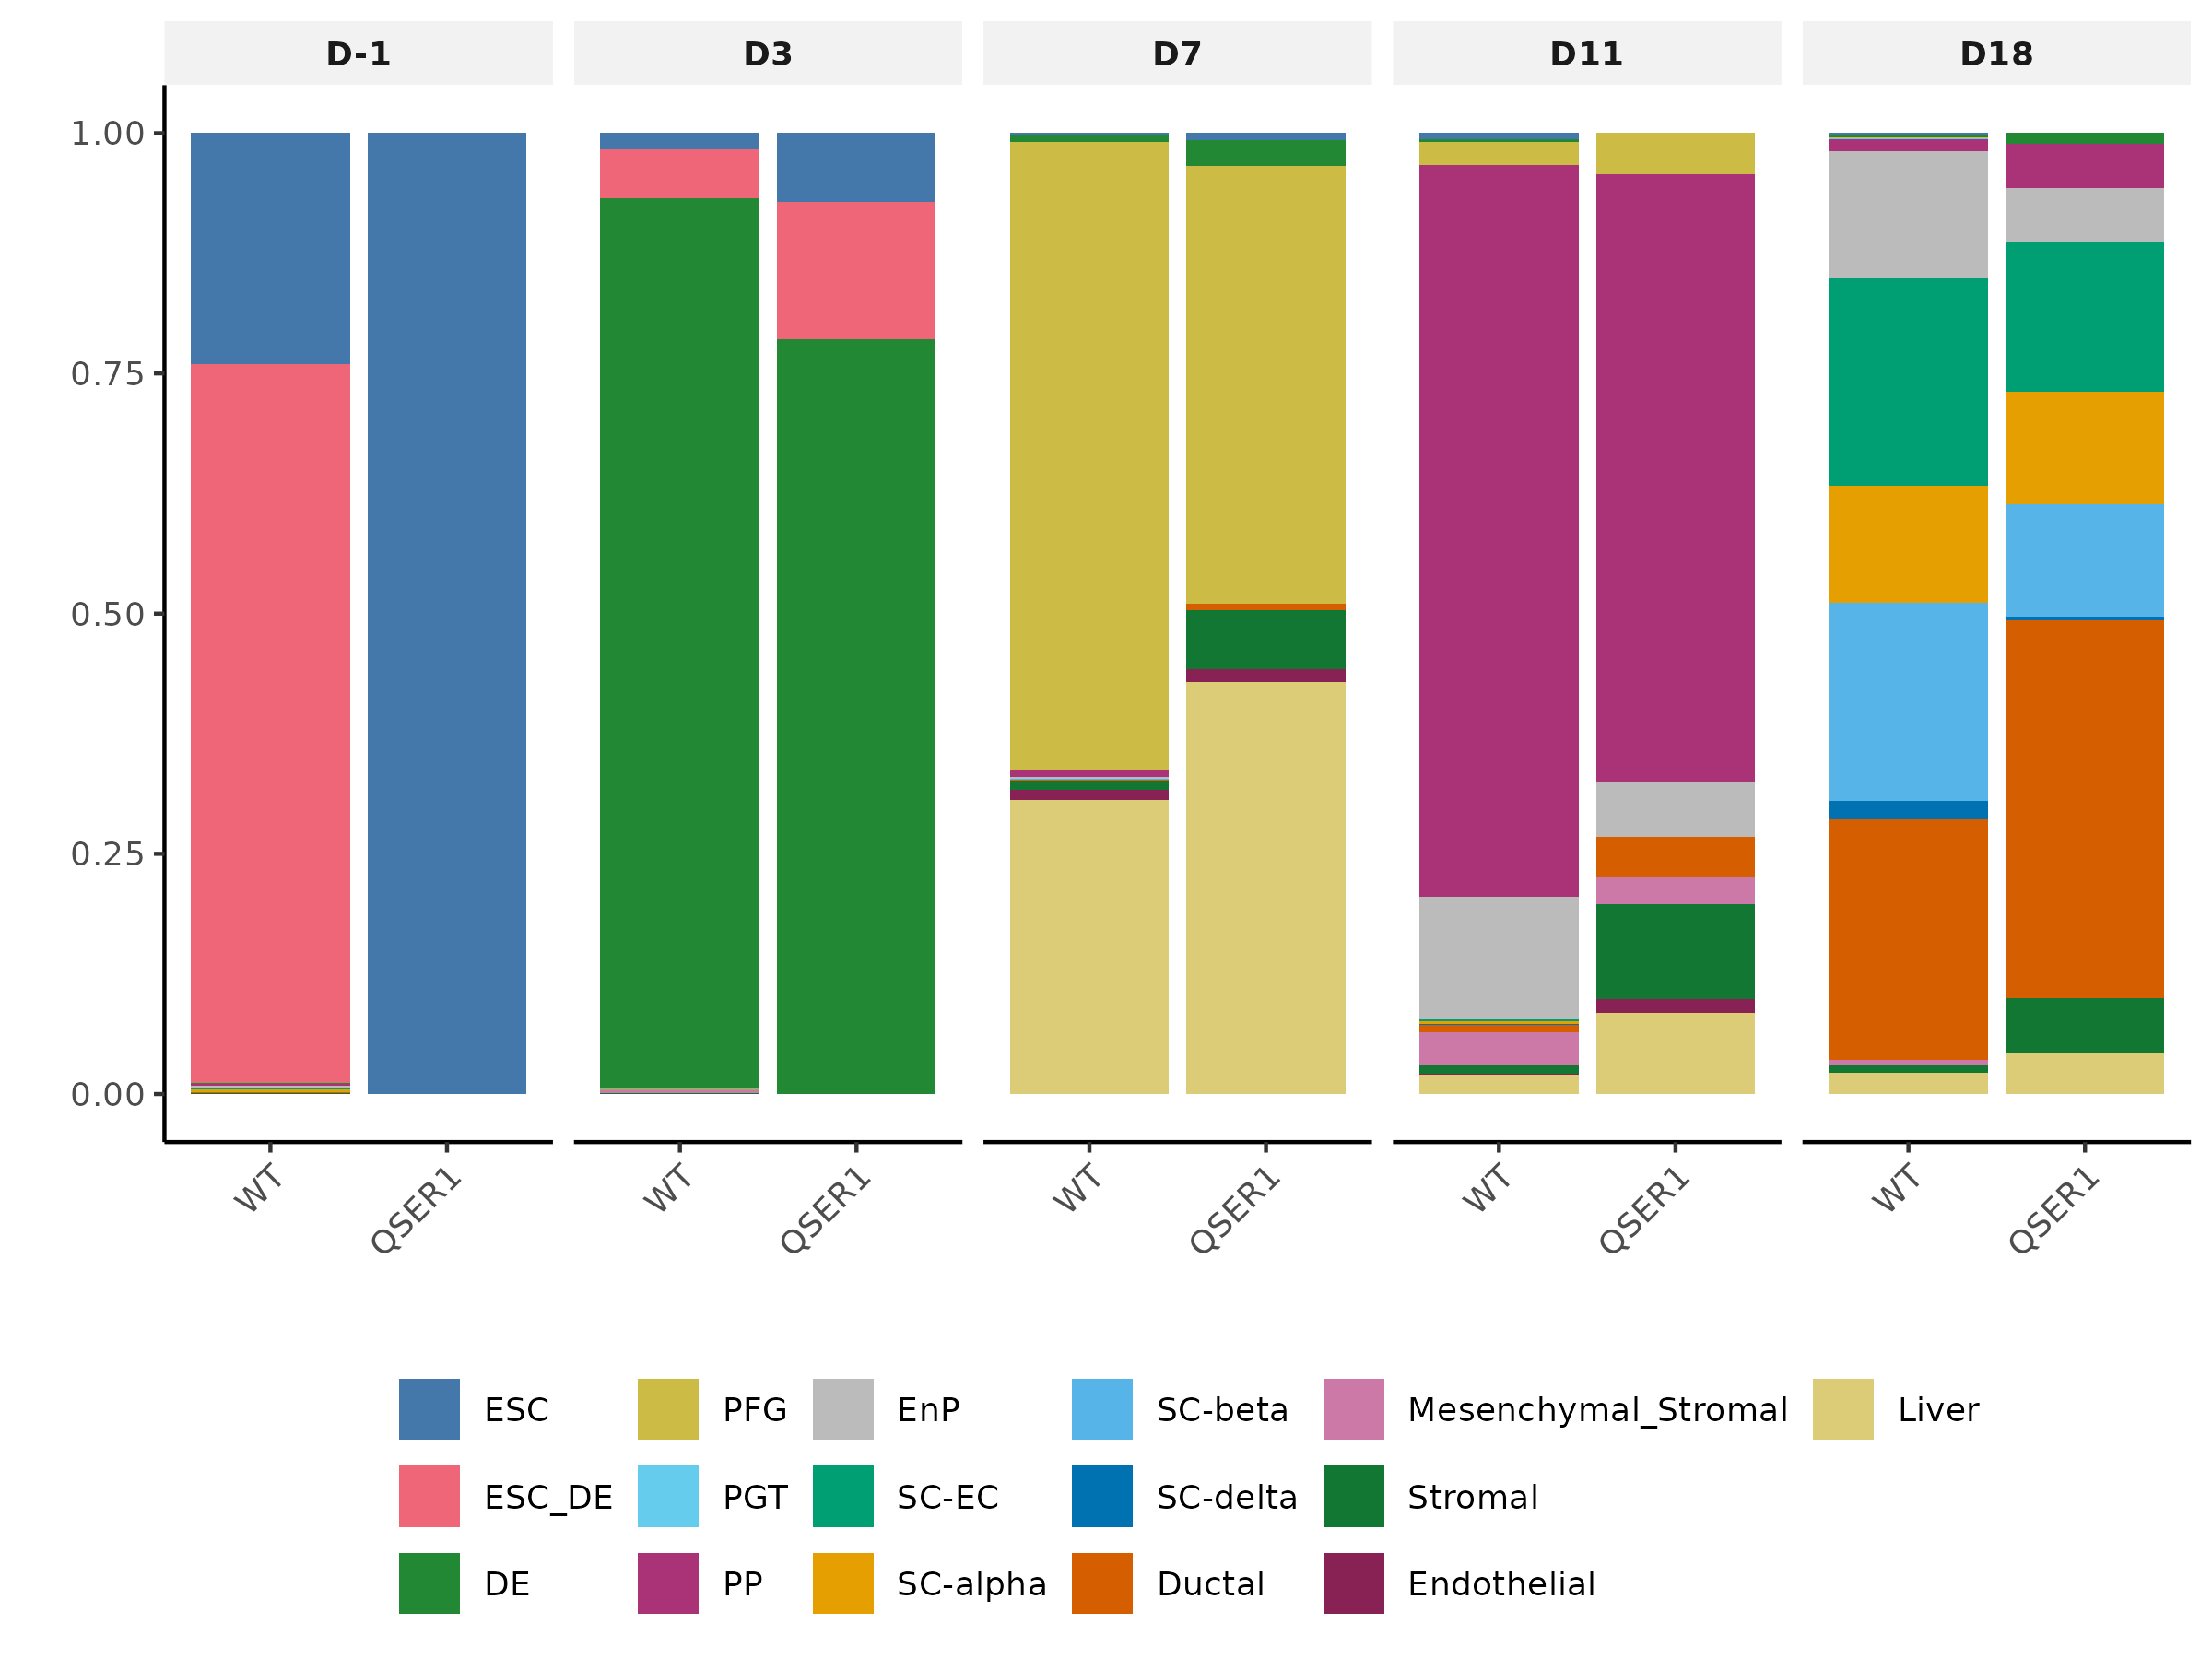 D-1 D3 D7 D11 D18
1.00
0.75
0.50
0.25
0.00
WT QSER1 WT QSER1 WT QSER1 WT QSER1 WT QSER1
ESC PFG EnP SC-beta Mesenchymal_Stromal Liver
ESC_DE PGT SC-EC SC-delta Stromal
DE PP SC-alpha Ductal Endothelial